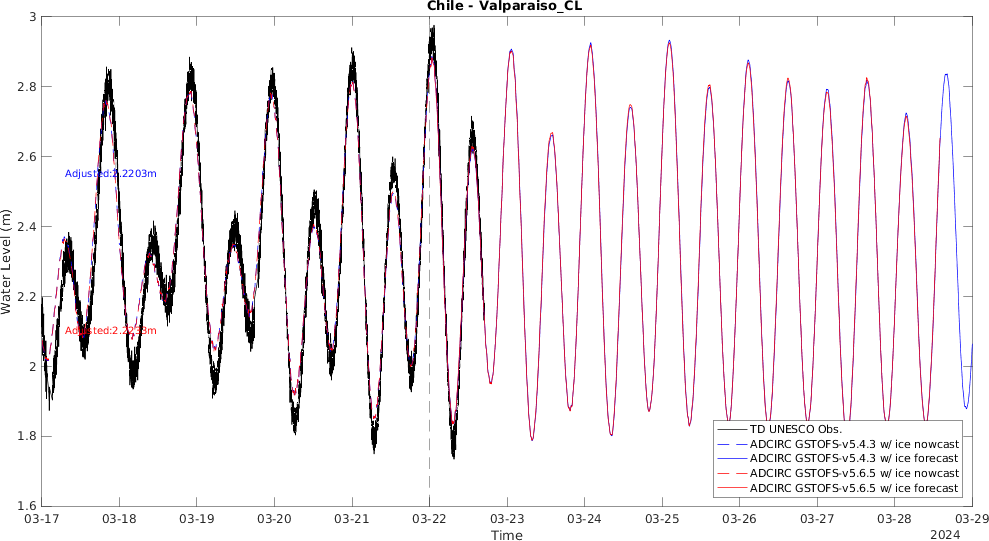 Chile - Valparaiso_CL
3
2.8
2.6
2.4
2.2
2
1.8
1.6
Water Level (m)
Adjusted:2.2203m
Adjusted:2.2253m
TD UNESCO Obs.
ADCIRC GSTOFS-v5.4.3 w/ ice nowcast
ADCIRC GSTOFS-v5.4.3 w/ ice forecast
ADCIRC GSTOFS-v5.6.5 w/ ice nowcast
ADCIRC GSTOFS-v5.6.5 w/ ice forecast
03-17 03-18 03-19 03-20 03-21 03-22 03-23 03-24 03-25 03-26 03-27 03-28 03-29
Time
2024